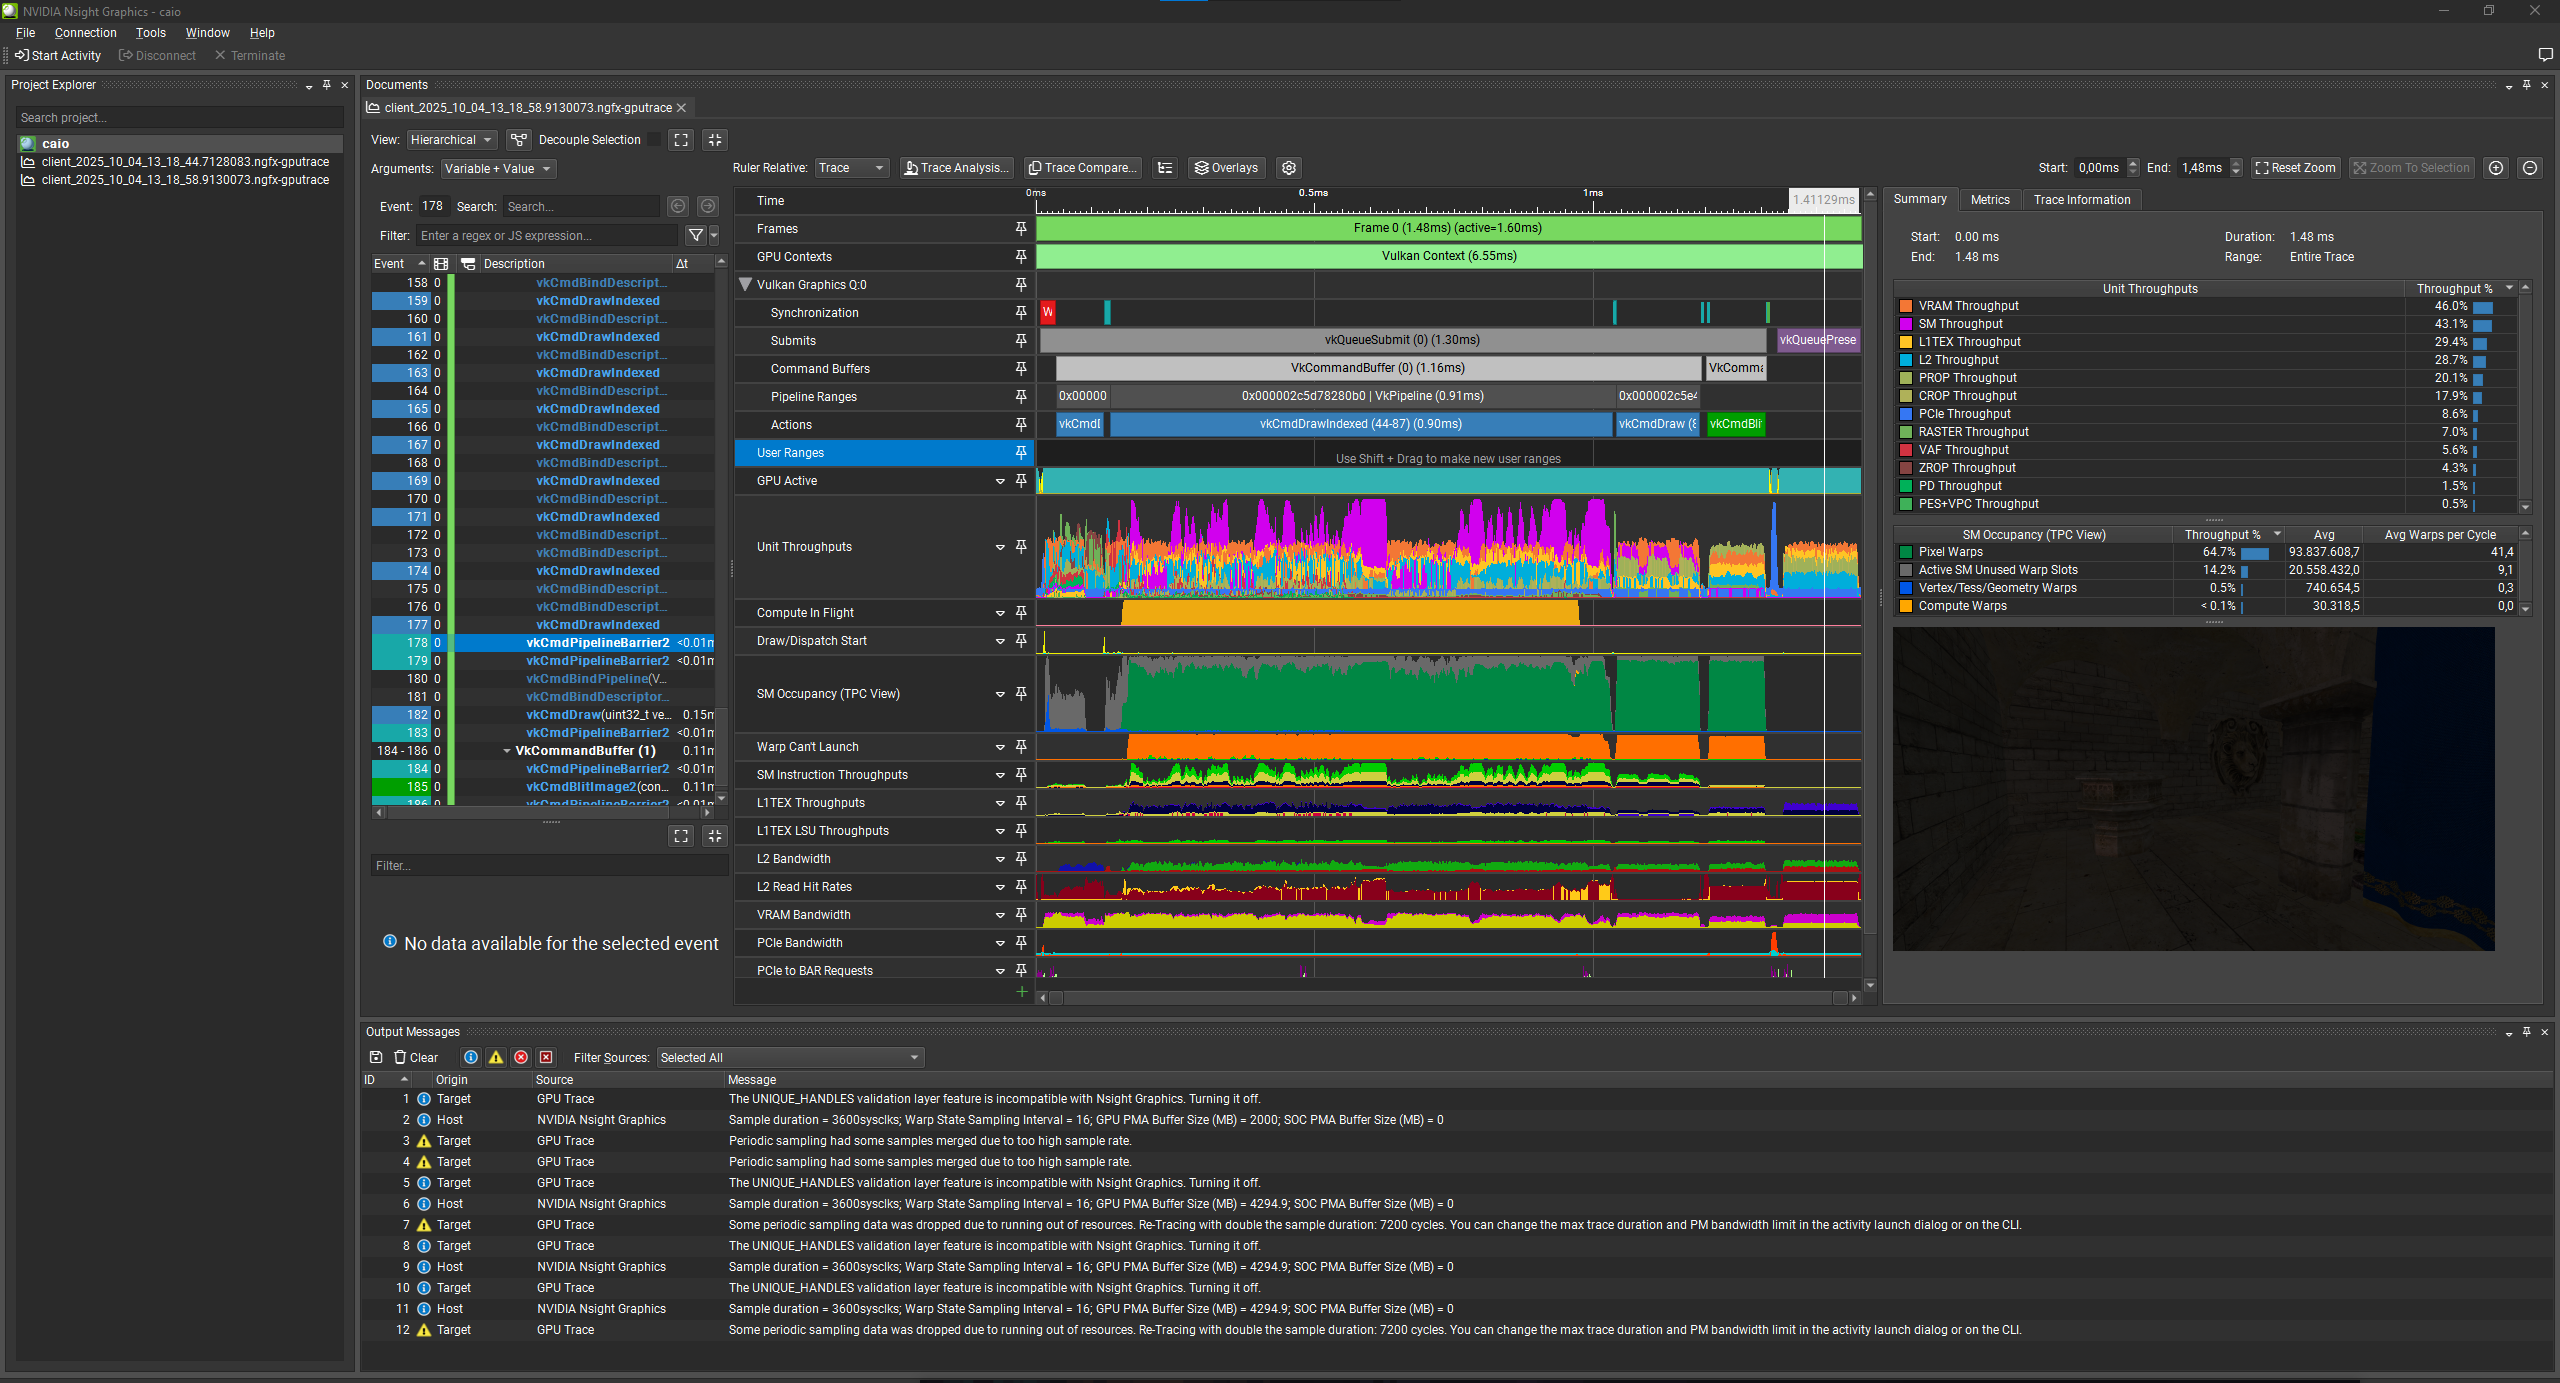 NVIDIA Nsight Graphics - caio
File Connection Tools Window Help
Start Activity Disconnect Terminate
Project Explorer
Search project...
caio
client_2025_10_04_13_18_44.7128083.ngfx-gputrace
client_2025_10_04_13_18_58.9130073.ngfx-gputrace
Documents
client_2025_10_04_13_18_58.9130073.ngfx-gputrace
View: Hierarchical Decouple Selection
Arguments: Variable + Value
Event: 178 Search: Search...
Filter: Enter a regex or JS expression...
Event Description Δt
158 0 vkCmdBindDescript...
159 0 vkCmdDrawIndexed
160 0 vkCmdBindDescript...
161 0 vkCmdDrawIndexed
162 0 vkCmdBindDescript...
163 0 vkCmdDrawIndexed
164 0 vkCmdBindDescript...
165 0 vkCmdDrawIndexed
166 0 vkCmdBindDescript...
167 0 vkCmdDrawIndexed
168 0 vkCmdBindDescript...
169 0 vkCmdDrawIndexed
170 0 vkCmdBindDescript...
171 0 vkCmdDrawIndexed
172 0 vkCmdBindDescript...
173 0 vkCmdBindDescript...
174 0 vkCmdDrawIndexed
175 0 vkCmdBindDescript...
176 0 vkCmdBindDescript...
177 0 vkCmdDrawIndexed
178 0 vkCmdPipelineBarrier2 <0.01m
179 0 vkCmdPipelineBarrier2 <0.01m
180 0 vkCmdBindPipeline(V...
181 0 vkCmdBindDescriptor...
182 0 vkCmdDraw(uint32_t ve... 0.15m
183 0 vkCmdPipelineBarrier2 <0.01m
184 - 186 0 VkCommandBuffer (1) 0.11m
184 0 vkCmdPipelineBarrier2 <0.01m
185 0 vkCmdBlitImage2(con... 0.11m
186 0 vkCmdPipelineBarrier2 <0.01m
Filter...
No data available for the selected event
Ruler Relative: Trace Trace Analysis... Trace Compare... Overlays
Start: 0,00ms End: 1,48ms Reset Zoom Zoom To Selection
Time 0ms 0.5ms 1ms 1.41129ms
Frames Frame 0 (1.48ms) (active=1.60ms)
GPU Contexts Vulkan Context (6.55ms)
Vulkan Graphics Q:0
Synchronization W
Submits vkQueueSubmit (0) (1.30ms) vkQueuePrese
Command Buffers VkCommandBuffer (0) (1.16ms) VkComma
Pipeline Ranges 0x00000 0x000002c5d78280b0 | VkPipeline (0.91ms) 0x000002c5e4
Actions vkCmdD vkCmdDrawIndexed (44-87) (0.90ms) vkCmdDraw (8 vkCmdBli
User Ranges Use Shift + Drag to make new user ranges
GPU Active
Unit Throughputs
Compute In Flight
Draw/Dispatch Start
SM Occupancy (TPC View)
Warp Can't Launch
SM Instruction Throughputs
L1TEX Throughputs
L1TEX LSU Throughputs
L2 Bandwidth
L2 Read Hit Rates
VRAM Bandwidth
PCIe Bandwidth
PCIe to BAR Requests
Summary Metrics Trace Information
Start: 0.00 ms Duration: 1.48 ms
End: 1.48 ms Range: Entire Trace
Unit Throughputs Throughput %
VRAM Throughput 46.0%
SM Throughput 43.1%
L1TEX Throughput 29.4%
L2 Throughput 28.7%
PROP Throughput 20.1%
CROP Throughput 17.9%
PCIe Throughput 8.6%
RASTER Throughput 7.0%
VAF Throughput 5.6%
ZROP Throughput 4.3%
PD Throughput 1.5%
PES+VPC Throughput 0.5%
SM Occupancy (TPC View) Throughput % Avg Avg Warps per Cycle
Pixel Warps 64.7% 93.837.608,7 41,4
Active SM Unused Warp Slots 14.2% 20.558.432,0 9,1
Vertex/Tess/Geometry Warps 0.5% 740.654,5 0,3
Compute Warps < 0.1% 30.318,5 0,0
Output Messages
Clear Filter Sources: Selected All
ID Origin Source Message
1 Target GPU Trace The UNIQUE_HANDLES validation layer feature is incompatible with Nsight Graphics. Turning it off.
2 Host NVIDIA Nsight Graphics Sample duration = 3600sysclks; Warp State Sampling Interval = 16; GPU PMA Buffer Size (MB) = 2000; SOC PMA Buffer Size (MB) = 0
3 Target GPU Trace Periodic sampling had some samples merged due to too high sample rate.
4 Target GPU Trace Periodic sampling had some samples merged due to too high sample rate.
5 Target GPU Trace The UNIQUE_HANDLES validation layer feature is incompatible with Nsight Graphics. Turning it off.
6 Host NVIDIA Nsight Graphics Sample duration = 3600sysclks; Warp State Sampling Interval = 16; GPU PMA Buffer Size (MB) = 4294.9; SOC PMA Buffer Size (MB) = 0
7 Target GPU Trace Some periodic sampling data was dropped due to running out of resources. Re-Tracing with double the sample duration: 7200 cycles. You can change the max trace duration and PM bandwidth limit in the activity launch dialog or on the CLI.
8 Target GPU Trace The UNIQUE_HANDLES validation layer feature is incompatible with Nsight Graphics. Turning it off.
9 Host NVIDIA Nsight Graphics Sample duration = 3600sysclks; Warp State Sampling Interval = 16; GPU PMA Buffer Size (MB) = 4294.9; SOC PMA Buffer Size (MB) = 0
10 Target GPU Trace The UNIQUE_HANDLES validation layer feature is incompatible with Nsight Graphics. Turning it off.
11 Host NVIDIA Nsight Graphics Sample duration = 3600sysclks; Warp State Sampling Interval = 16; GPU PMA Buffer Size (MB) = 4294.9; SOC PMA Buffer Size (MB) = 0
12 Target GPU Trace Some periodic sampling data was dropped due to running out of resources. Re-Tracing with double the sample duration: 7200 cycles. You can change the max trace duration and PM bandwidth limit in the activity launch dialog or on the CLI.